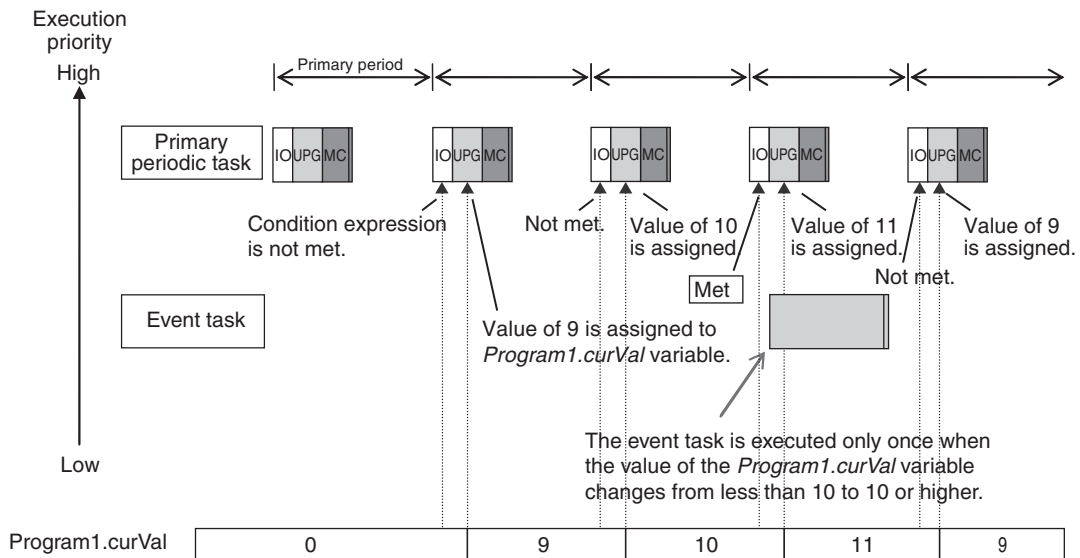 Execution
priority
High
Primary period
Primary
periodic task
IO UPG MC
IO UPG MC
IO UPG MC
IO UPG MC
IO UPG MC
Condition expression
is not met.
Not met.
Value of 10
is assigned.
Value of 11
is assigned.
Value of 9
is assigned.
Not met.
Met
Event task
Value of 9 is assigned to
Program1.curVal variable.
The event task is executed only once when
the value of the Program1.curVal variable
changes from less than 10 to 10 or higher.
Low
Program1.curVal
0
9
10
11
9